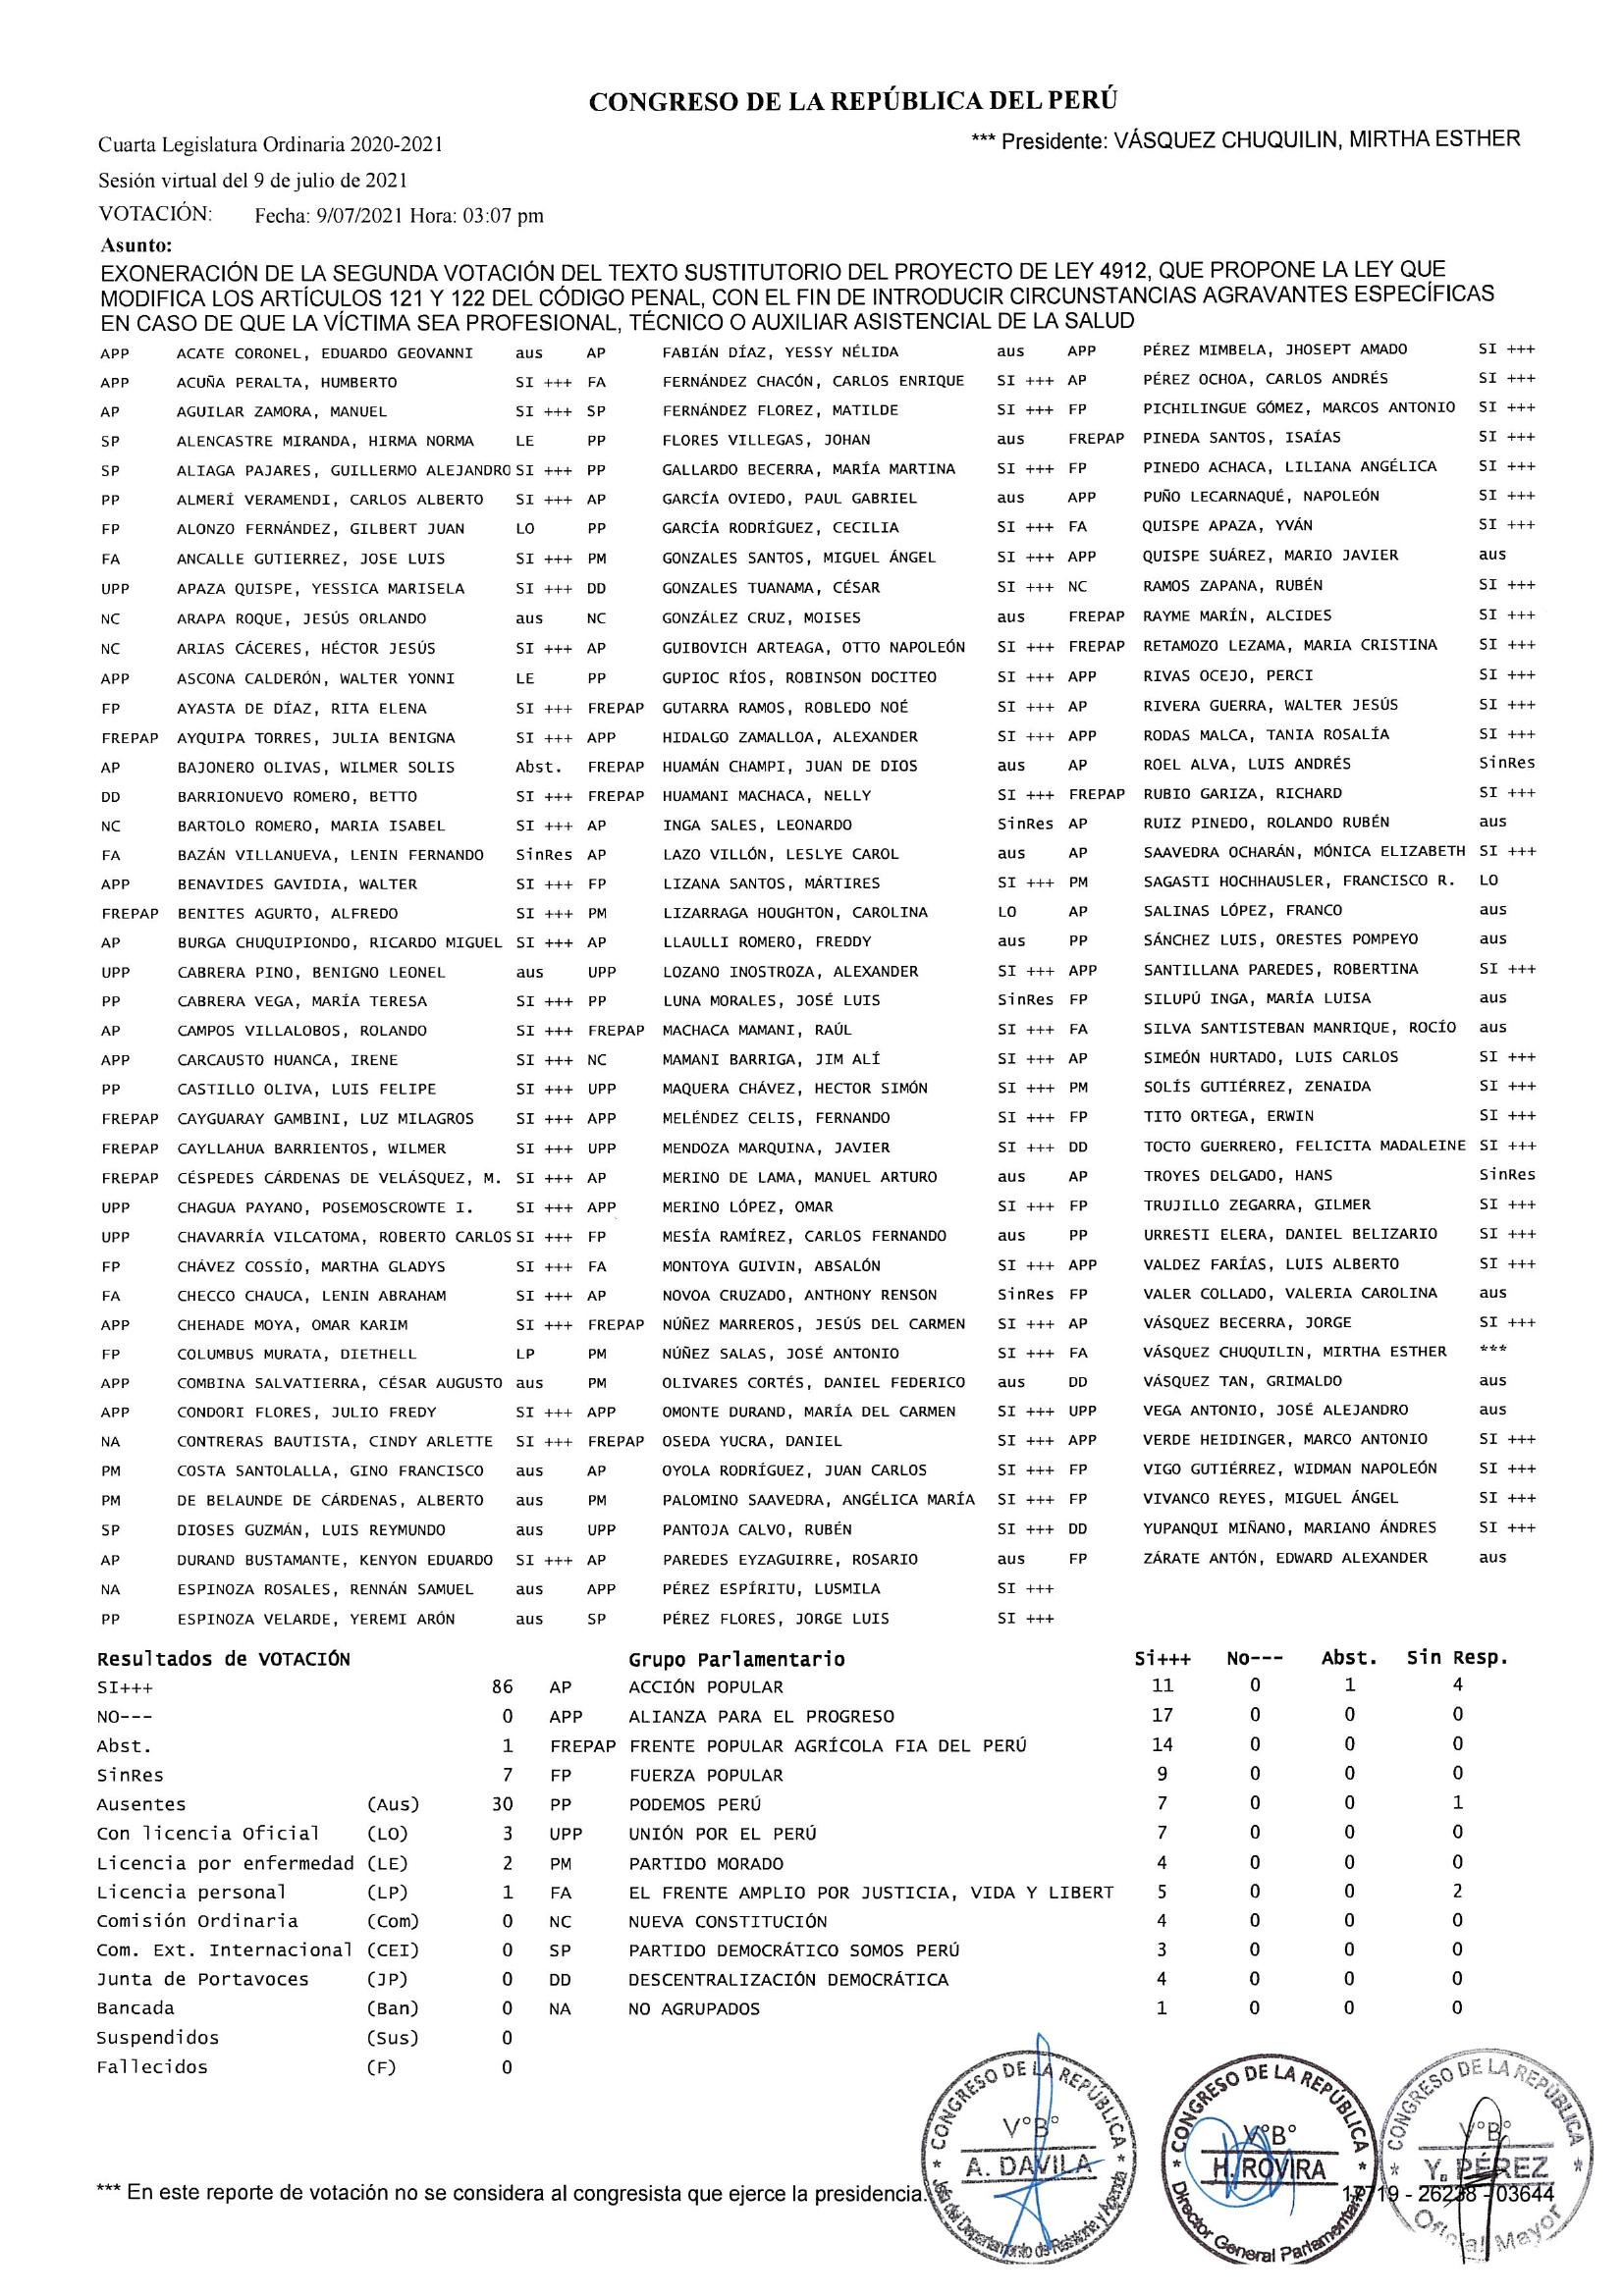 CONGRESO DE LA REPÚBLICA DEL PERÚ
Cuarta Legislatura Ordinaria 2020-2021
*** Presidente: VÁSQUEZ CHUQUILIN, MIRTHA ESTHER
Sesión virtual del 9 de julio de 2021
VOTACIÓN: Fecha: 9/07/2021 Hora: 03:07 pm
Asunto:
EXONERACIÓN DE LA SEGUNDA VOTACIÓN DEL TEXTO SUSTITUTORIO DEL PROYECTO DE LEY 4912, QUE PROPONE LA LEY QUE
MODIFICA LOS ARTÍCULOS 121 Y 122 DEL CÓDIGO PENAL, CON EL FIN DE INTRODUCIR CIRCUNSTANCIAS AGRAVANTES ESPECÍFICAS
EN CASO DE QUE LA VÍCTIMA SEA PROFESIONAL, TÉCNICO O AUXILIAR ASISTENCIAL DE LA SALUD
APP ACATE CORONEL, EDUARDO GEOVANNI aus AP FABIÁN DÍAZ, YESSY NÉLIDA aus APP PÉREZ MIMBELA, JHOSEPT AMADO SI +++
APP ACUÑA PERALTA, HUMBERTO SI +++ FA FERNÁNDEZ CHACÓN, CARLOS ENRIQUE SI +++ AP PÉREZ OCHOA, CARLOS ANDRÉS SI +++
AP AGUILAR ZAMORA, MANUEL SI +++ SP FERNÁNDEZ FLOREZ, MATILDE SI +++ FP PICHILINGUE GÓMEZ, MARCOS ANTONIO SI +++
SP ALENCASTRE MIRANDA, HIRMA NORMA LE PP FLORES VILLEGAS, JOHAN aus FREPAP PINEDA SANTOS, ISAÍAS SI +++
SP ALIAGA PAJARES, GUILLERMO ALEJANDRO SI +++ PP GALLARDO BECERRA, MARÍA MARTINA SI +++ FP PINEDO ACHACA, LILIANA ANGÉLICA SI +++
PP ALMERÍ VERAMENDI, CARLOS ALBERTO SI +++ AP GARCÍA OVIEDO, PAUL GABRIEL aus APP PUÑO LECARNAQUÉ, NAPOLEÓN SI +++
FP ALONZO FERNÁNDEZ, GILBERT JUAN LO PP GARCÍA RODRÍGUEZ, CECILIA SI +++ FA QUISPE APAZA, YVÁN SI +++
FA ANCALLE GUTIERREZ, JOSE LUIS SI +++ PM GONZALES SANTOS, MIGUEL ÁNGEL SI +++ APP QUISPE SUÁREZ, MARIO JAVIER aus
UPP APAZA QUISPE, YESSICA MARISELA SI +++ DD GONZALES TUANAMA, CÉSAR SI +++ NC RAMOS ZAPANA, RUBÉN SI +++
NC ARAPA ROQUE, JESÚS ORLANDO aus NC GONZÁLEZ CRUZ, MOISES aus FREPAP RAYME MARÍN, ALCIDES SI +++
NC ARIAS CÁCERES, HÉCTOR JESÚS SI +++ AP GUIBOVICH ARTEAGA, OTTO NAPOLEÓN SI +++ FREPAP RETAMOZO LEZAMA, MARIA CRISTINA SI +++
APP ASCONA CALDERÓN, WALTER YONNI LE PP GUPIOC RÍOS, ROBINSON DOCITEO SI +++ APP RIVAS OCEJO, PERCI SI +++
FP AYASTA DE DÍAZ, RITA ELENA SI +++ FREPAP GUTARRA RAMOS, ROBLEDO NOÉ SI +++ AP RIVERA GUERRA, WALTER JESÚS SI +++
FREPAP AYQUIPA TORRES, JULIA BENIGNA SI +++ APP HIDALGO ZAMALLOA, ALEXANDER SI +++ APP RODAS MALCA, TANIA ROSALÍA SI +++
AP BAJONERO OLIVAS, WILMER SOLIS Abst. FREPAP HUAMÁN CHAMPI, JUAN DE DIOS aus AP ROEL ALVA, LUIS ANDRÉS SinRes
DD BARRIONUEVO ROMERO, BETTO SI +++ FREPAP HUAMANI MACHACA, NELLY SI +++ FREPAP RUBIO GARIZA, RICHARD SI +++
NC BARTOLO ROMERO, MARIA ISABEL SI +++ AP INGA SALES, LEONARDO SinRes AP RUIZ PINEDO, ROLANDO RUBÉN aus
FA BAZÁN VILLANUEVA, LENIN FERNANDO SinRes AP LAZO VILLÓN, LESLYE CAROL aus AP SAAVEDRA OCHARÁN, MÓNICA ELIZABETH SI +++
APP BENAVIDES GAVIDIA, WALTER SI +++ FP LIZANA SANTOS, MÁRTIRES SI +++ PM SAGASTI HOCHHAUSLER, FRANCISCO R. LO
FREPAP BENITES AGURTO, ALFREDO SI +++ PM LIZARRAGA HOUGHTON, CAROLINA LO AP SALINAS LÓPEZ, FRANCO aus
AP BURGA CHUQUIPIONDO, RICARDO MIGUEL SI +++ AP LLAULLI ROMERO, FREDDY aus PP SÁNCHEZ LUIS, ORESTES POMPEYO aus
UPP CABRERA PINO, BENIGNO LEONEL aus UPP LOZANO INOSTROZA, ALEXANDER SI +++ APP SANTILLANA PAREDES, ROBERTINA SI +++
PP CABRERA VEGA, MARÍA TERESA SI +++ PP LUNA MORALES, JOSÉ LUIS SinRes FP SILUPÚ INGA, MARÍA LUISA aus
AP CAMPOS VILLALOBOS, ROLANDO SI +++ FREPAP MACHACA MAMANI, RAÚL SI +++ FA SILVA SANTISTEBAN MANRIQUE, ROCÍO aus
APP CARCAUSTO HUANCA, IRENE SI +++ NC MAMANI BARRIGA, JIM ALÍ SI +++ AP SIMEÓN HURTADO, LUIS CARLOS SI +++
PP CASTILLO OLIVA, LUIS FELIPE SI +++ UPP MAQUERA CHÁVEZ, HECTOR SIMÓN SI +++ PM SOLÍS GUTIÉRREZ, ZENAIDA SI +++
FREPAP CAYGUARAY GAMBINI, LUZ MILAGROS SI +++ APP MELÉNDEZ CELIS, FERNANDO SI +++ FP TITO ORTEGA, ERWIN SI +++
FREPAP CAYLLAHUA BARRIENTOS, WILMER SI +++ UPP MENDOZA MARQUINA, JAVIER SI +++ DD TOCTO GUERRERO, FELICITA MADALEINE SI +++
FREPAP CÉSPEDES CÁRDENAS DE VELÁSQUEZ, M. SI +++ AP MERINO DE LAMA, MANUEL ARTURO aus AP TROYES DELGADO, HANS SinRes
UPP CHAGUA PAYANO, POSEMOSCROWTE I. SI +++ APP MERINO LÓPEZ, OMAR SI +++ FP TRUJILLO ZEGARRA, GILMER SI +++
UPP CHAVARRÍA VILCATOMA, ROBERTO CARLOS SI +++ FP MESÍA RAMÍREZ, CARLOS FERNANDO aus PP URRESTI ELERA, DANIEL BELIZARIO SI +++
FP CHÁVEZ COSSÍO, MARTHA GLADYS SI +++ FA MONTOYA GUIVIN, ABSALÓN SI +++ APP VALDEZ FARÍAS, LUIS ALBERTO SI +++
FA CHECCO CHAUCA, LENIN ABRAHAM SI +++ AP NOVOA CRUZADO, ANTHONY RENSON SinRes FP VALER COLLADO, VALERIA CAROLINA aus
APP CHEHADE MOYA, OMAR KARIM SI +++ FREPAP NÚÑEZ MARREROS, JESÚS DEL CARMEN SI +++ AP VÁSQUEZ BECERRA, JORGE SI +++
FP COLUMBUS MURATA, DIETHELL LP PM NÚÑEZ SALAS, JOSÉ ANTONIO SI +++ FA VÁSQUEZ CHUQUILIN, MIRTHA ESTHER ***
APP COMBINA SALVATIERRA, CÉSAR AUGUSTO aus PM OLIVARES CORTÉS, DANIEL FEDERICO aus DD VÁSQUEZ TAN, GRIMALDO aus
APP CONDORI FLORES, JULIO FREDY SI +++ APP OMONTE DURAND, MARÍA DEL CARMEN SI +++ UPP VEGA ANTONIO, JOSÉ ALEJANDRO aus
NA CONTRERAS BAUTISTA, CINDY ARLETTE SI +++ FREPAP OSEDA YUCRA, DANIEL SI +++ APP VERDE HEIDINGER, MARCO ANTONIO SI +++
PM COSTA SANTOLALLA, GINO FRANCISCO aus AP OYOLA RODRÍGUEZ, JUAN CARLOS SI +++ FP VIGO GUTIÉRREZ, WIDMAN NAPOLEÓN SI +++
PM DE BELAUNDE DE CÁRDENAS, ALBERTO aus PM PALOMINO SAAVEDRA, ANGÉLICA MARÍA SI +++ FP VIVANCO REYES, MIGUEL ÁNGEL SI +++
SP DIOSES GUZMÁN, LUIS REYMUNDO aus UPP PANTOJA CALVO, RUBÉN SI +++ DD YUPANQUI MIÑANO, MARIANO ÁNDRES SI +++
AP DURAND BUSTAMANTE, KENYON EDUARDO SI +++ AP PAREDES EYZAGUIRRE, ROSARIO aus FP ZÁRATE ANTÓN, EDWARD ALEXANDER aus
NA ESPINOZA ROSALES, RENNÁN SAMUEL aus APP PÉREZ ESPÍRITU, LUSMILA SI +++
PP ESPINOZA VELARDE, YEREMI ARÓN aus SP PÉREZ FLORES, JORGE LUIS SI +++
Resultados de VOTACIÓN Grupo Parlamentario Si+++ No--- Abst. Sin Resp.
SI+++ 86 AP ACCIÓN POPULAR 11 0 1 4
NO--- 0 APP ALIANZA PARA EL PROGRESO 17 0 0 0
Abst. 1 FREPAP FRENTE POPULAR AGRÍCOLA FIA DEL PERÚ 14 0 0 0
SinRes 7 FP FUERZA POPULAR 9 0 0 0
Ausentes (Aus) 30 PP PODEMOS PERÚ 7 0 0 1
Con licencia Oficial (LO) 3 UPP UNIÓN POR EL PERÚ 7 0 0 0
Licencia por enfermedad (LE) 2 PM PARTIDO MORADO 4 0 0 0
Licencia personal (LP) 1 FA EL FRENTE AMPLIO POR JUSTICIA, VIDA Y LIBERT 5 0 0 2
Comisión Ordinaria (Com) 0 NC NUEVA CONSTITUCIÓN 4 0 0 0
Com. Ext. Internacional (CEI) 0 SP PARTIDO DEMOCRÁTICO SOMOS PERÚ 3 0 0 0
Junta de Portavoces (JP) 0 DD DESCENTRALIZACIÓN DEMOCRÁTICA 4 0 0 0
Bancada (Ban) 0 NA NO AGRUPADOS 1 0 0 0
Suspendidos (Sus) 0
Fallecidos (F) 0
* CONGRESO DE LA REPÚBLICA *
V°B°
A. DAVILA
Jefa del Departamento de Relatoría y Agenda
* CONGRESO DE LA REPÚBLICA *
V°B°
H. ROVIRA
Director General Parlamentario
* CONGRESO DE LA REPÚBLICA *
V°B°
Y. PÉREZ
Oficial Mayor
*** En este reporte de votación no se considera al congresista que ejerce la presidencia.
17719 - 26238 - 03644